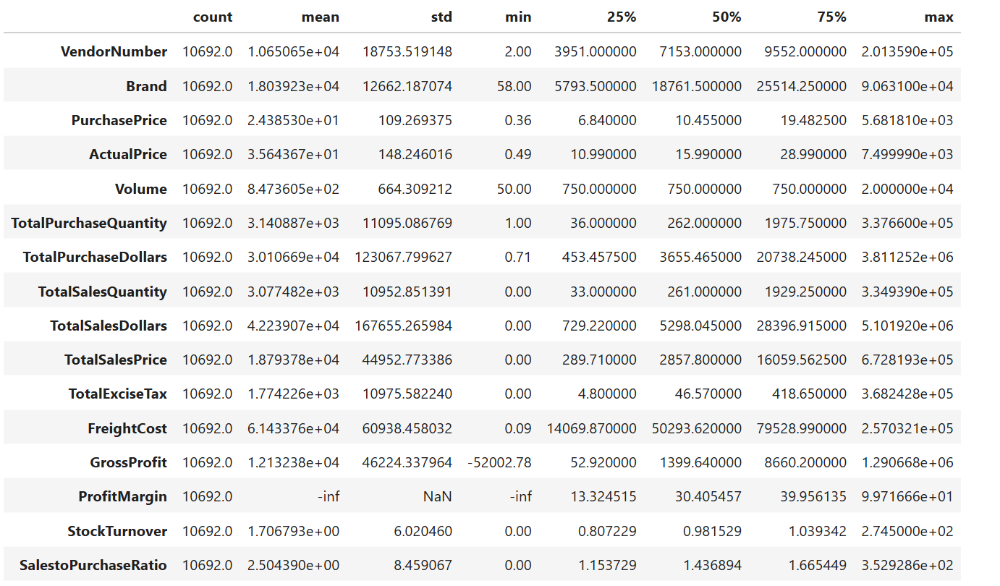 count mean std min 25% 50% 75% max
VendorNumber 10692.0 1.065065e+04 18753.519148 2.00 3951.000000 7153.000000 9552.000000 2.013590e+05
Brand 10692.0 1.803923e+04 12662.187074 58.00 5793.500000 18761.500000 25514.250000 9.063100e+04
PurchasePrice 10692.0 2.438530e+01 109.269375 0.36 6.840000 10.455000 19.482500 5.681810e+03
ActualPrice 10692.0 3.564367e+01 148.246016 0.49 10.990000 15.990000 28.990000 7.499990e+03
Volume 10692.0 8.473605e+02 664.309212 50.00 750.000000 750.000000 750.000000 2.000000e+04
TotalPurchaseQuantity 10692.0 3.140887e+03 11095.086769 1.00 36.000000 262.000000 1975.750000 3.376600e+05
TotalPurchaseDollars 10692.0 3.010669e+04 123067.799627 0.71 453.457500 3655.465000 20738.245000 3.811252e+06
TotalSalesQuantity 10692.0 3.077482e+03 10952.851391 0.00 33.000000 261.000000 1929.250000 3.349390e+05
TotalSalesDollars 10692.0 4.223907e+04 167655.265984 0.00 729.220000 5298.045000 28396.915000 5.101920e+06
TotalSalesPrice 10692.0 1.879378e+04 44952.773386 0.00 289.710000 2857.800000 16059.562500 6.728193e+05
TotalExciseTax 10692.0 1.774226e+03 10975.582240 0.00 4.800000 46.570000 418.650000 3.682428e+05
FreightCost 10692.0 6.143376e+04 60938.458032 0.09 14069.870000 50293.620000 79528.990000 2.570321e+05
GrossProfit 10692.0 1.213238e+04 46224.337964 -52002.78 52.920000 1399.640000 8660.200000 1.290668e+06
ProfitMargin 10692.0 -inf NaN -inf 13.324515 30.405457 39.956135 9.971666e+01
StockTurnover 10692.0 1.706793e+00 6.020460 0.00 0.807229 0.981529 1.039342 2.745000e+02
SalestoPurchaseRatio 10692.0 2.504390e+00 8.459067 0.00 1.153729 1.436894 1.665449 3.529286e+02